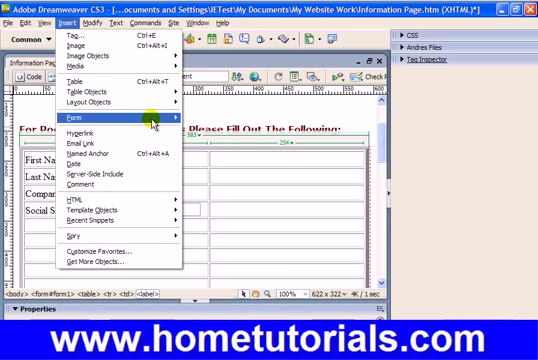 Adobe Dreamweaver CS3 - [...ocuments and Settings\IETest\My Documents\My Website Work\Information Page.htm (XHTML)*]
File Edit View Insert Modify Text Commands Site Window Help
Common
Tag... Ctrl+E
Image Ctrl+Alt+I
Image Objects
Media
Table Ctrl+Alt+T
Table Objects
Layout Objects
Form
Hyperlink
Email Link
Named Anchor Ctrl+Alt+A
Date
Server-Side Include
Comment
HTML
Template Objects
Recent Snippets
Spry
Customize Favorites...
Get More Objects...
CSS
Andres Files
Tag Inspector
Information Pa
Code
Check P
s Please Fill Out The Following:
583
254
First Na
Last Na
Compan
Social S
<body> <form#form1> <table> <tr> <td> <label>
100% 622 x 322 4K / 1 sec
Properties
www.hometutorials.com